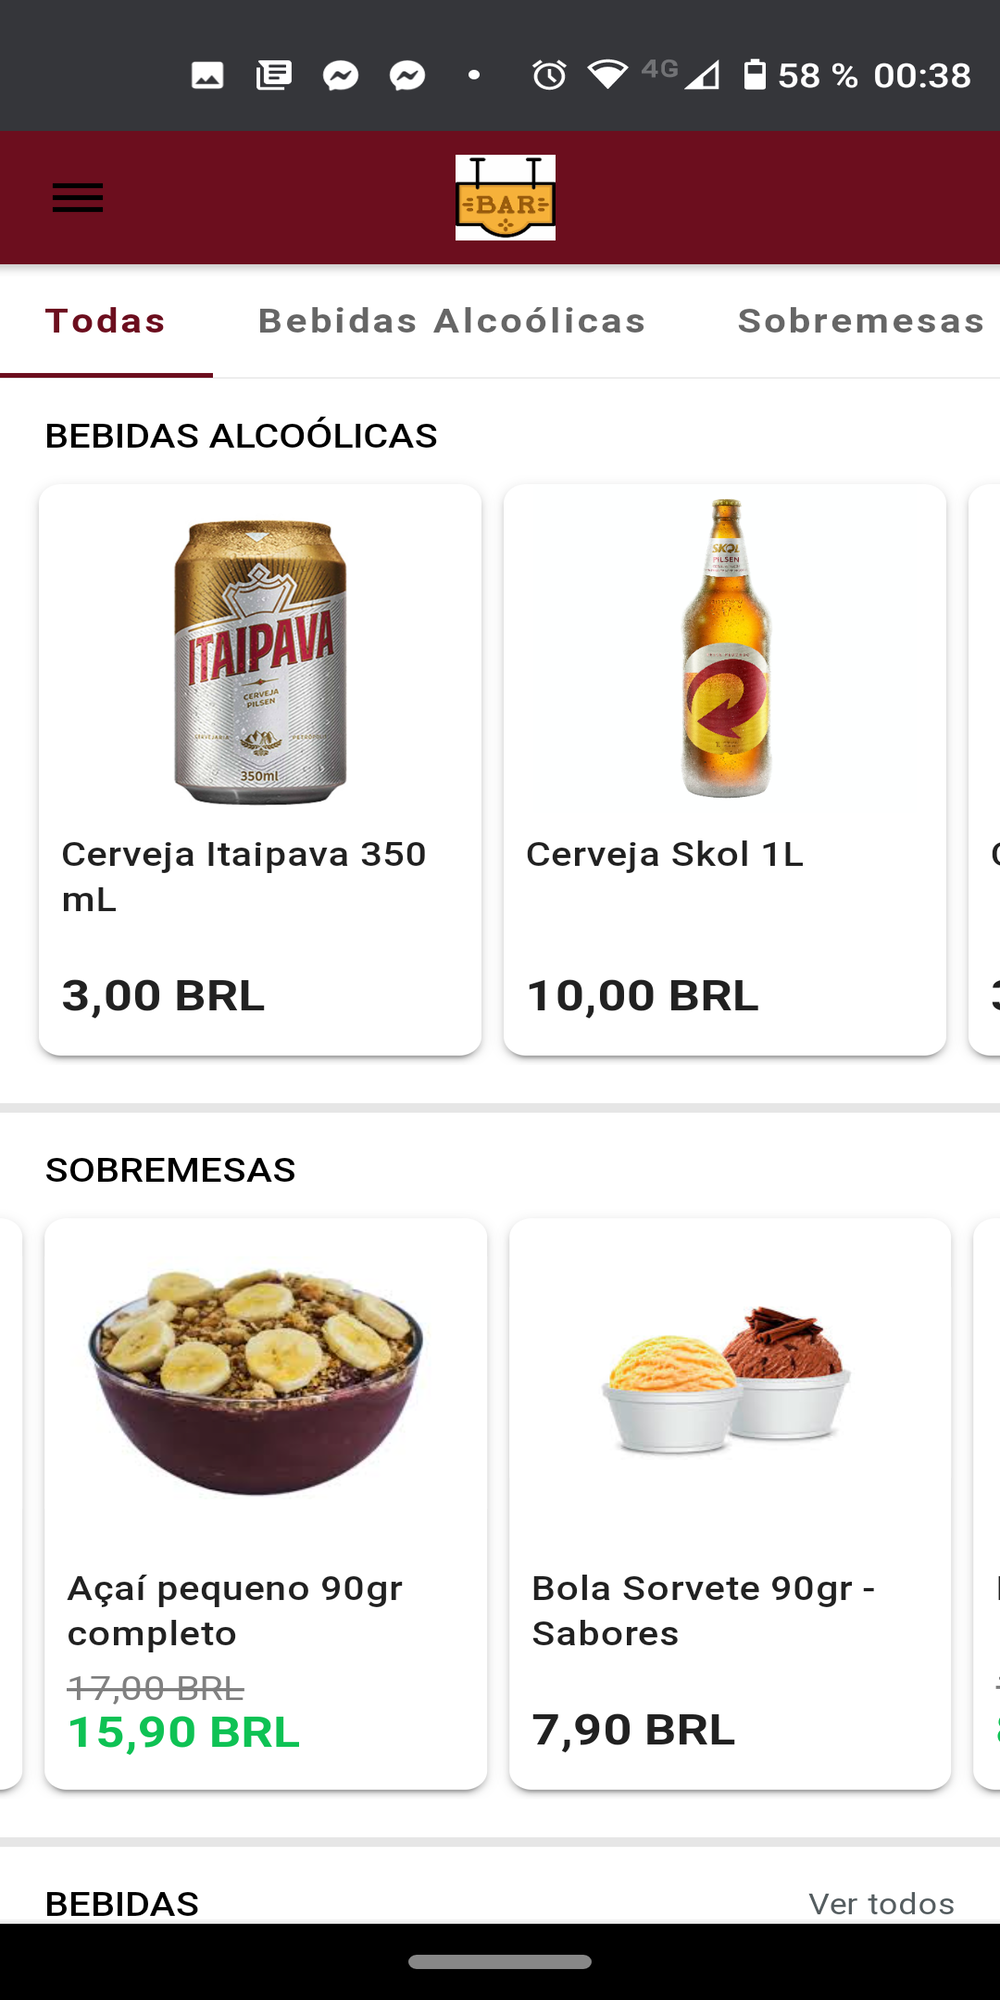 4G 58 % 00:38
BAR
Todas Bebidas Alcoólicas Sobremesas
BEBIDAS ALCOÓLICAS
ITAIPAVA
CERVEJA
PILSEN
350ml
SKOL
PILSEN
Cerveja Itaipava 350
mL
3,00 BRL
Cerveja Skol 1L
10,00 BRL
SOBREMESAS
Açaí pequeno 90gr
completo
17,00 BRL
15,90 BRL
Bola Sorvete 90gr -
Sabores
7,90 BRL
BEBIDAS Ver todos